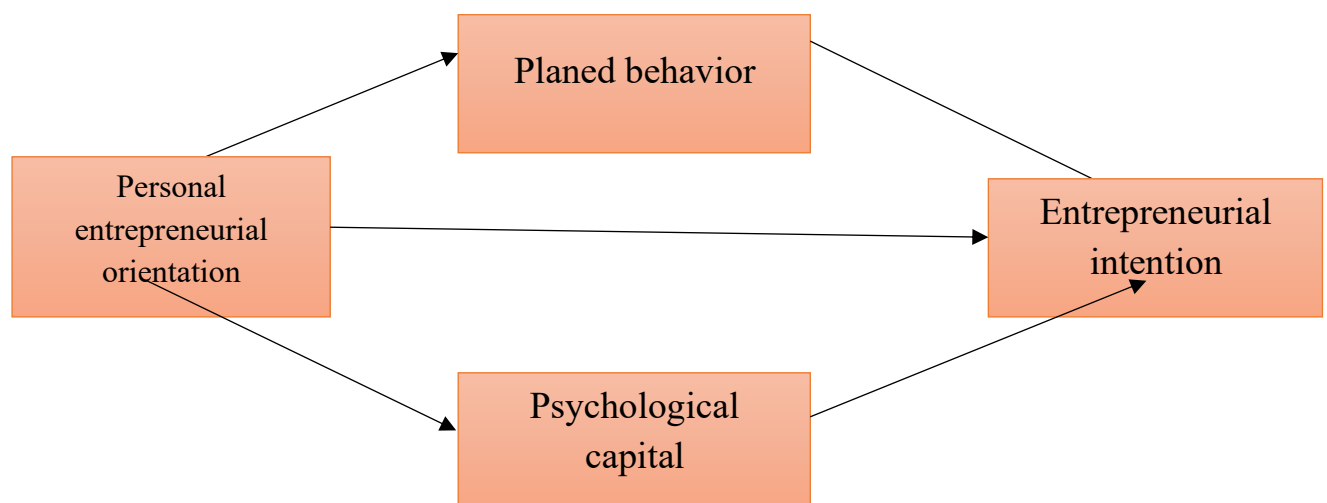 Planed behavior
Personal
entrepreneurial
orientation
Entrepreneurial
intention
Psychological
capital